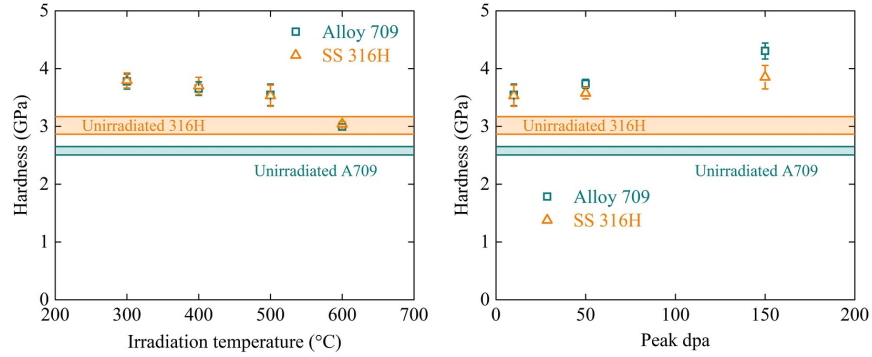 Alloy 709
SS 316H
Unirradiated 316H
Unirradiated A709
Hardness (GPa)
0
1
2
3
4
5
200
300
400
500
600
700
Irradiation temperature (°C)
Unirradiated 316H
Unirradiated A709
Alloy 709
SS 316H
Hardness (GPa)
0
1
2
3
4
5
0
50
100
150
200
Peak dpa